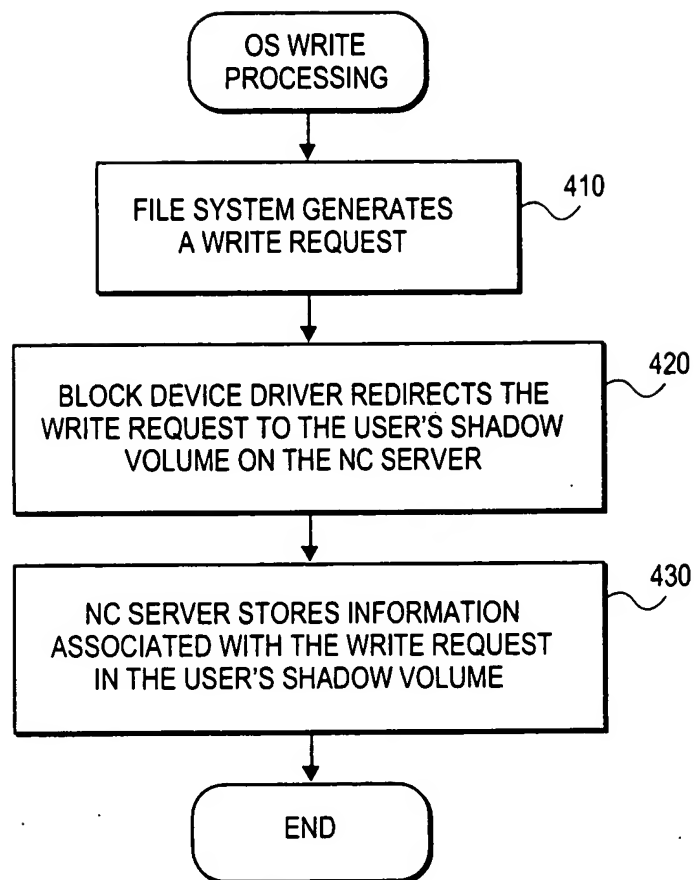 OS WRITE
PROCESSING
FILE SYSTEM GENERATES
A WRITE REQUEST
410
BLOCK DEVICE DRIVER REDIRECTS THE
WRITE REQUEST TO THE USER'S SHADOW
VOLUME ON THE NC SERVER
420
NC SERVER STORES INFORMATION
ASSOCIATED WITH THE WRITE REQUEST
IN THE USER'S SHADOW VOLUME
430
END